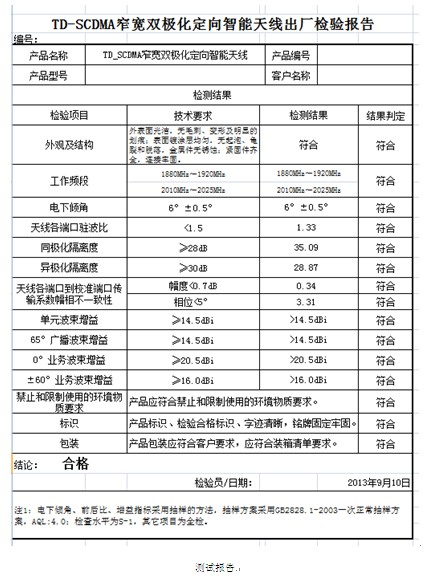 TD-SCDMA窄宽双极化定向智能天线出厂检验报告
编号:
产品名称 TD_SCDMA窄宽双极化定向智能天线 产品编号
产品型号 客户名称
检测结果
检验项目 技术要求 检测结果 结果判定
外观及结构 外表面光洁，无毛刺、变形及明显的划痕；表面镀涂层均匀，无起泡、龟裂和脱落，金属件无锈蚀；紧固件齐全，连接牢固。 符合 符合
工作频段 1880MHz～1920MHz 1880MHz～1920MHz 符合
2010MHz～2025MHz 2010MHz～2025MHz
电下倾角 6°±0.5° 6°±0.5° 符合
天线各端口驻波比 <1.5 1.33 符合
同极化隔离度 ≥28dB 35.09 符合
异极化隔离度 ≥30dB 28.87 符合
天线各端口到校准端口传输系数幅相不一致性 幅度<0.7dB 0.34 符合
相位<5° 3.31 符合
单元波束增益 ≥14.5dBi >14.5dBi 符合
65°广播波束增益 ≥14.5dBi >14.5dBi 符合
0°业务波束增益 ≥20.5dBi >20.5dBi 符合
±60°业务波束增益 ≥16.0dBi >16.0dBi 符合
禁止和限制使用的环境物质要求 产品应符合禁止和限制使用的环境物质要求。 符合
标识 产品标识、检验合格标识、字迹清晰，铭牌固定牢固。 符合
包装 产品包装应符合客户要求，应符合装箱清单要求。 符合
结论: 合格
检验员/日期: 2013年9月10日
注1：电下倾角、前后比、增益指标采用抽样的方法，抽样方案采用GB2828.1-2003一次正常抽样方案，AQL:4.0；检查水平为S-1，其它项目为全检。
测试报告